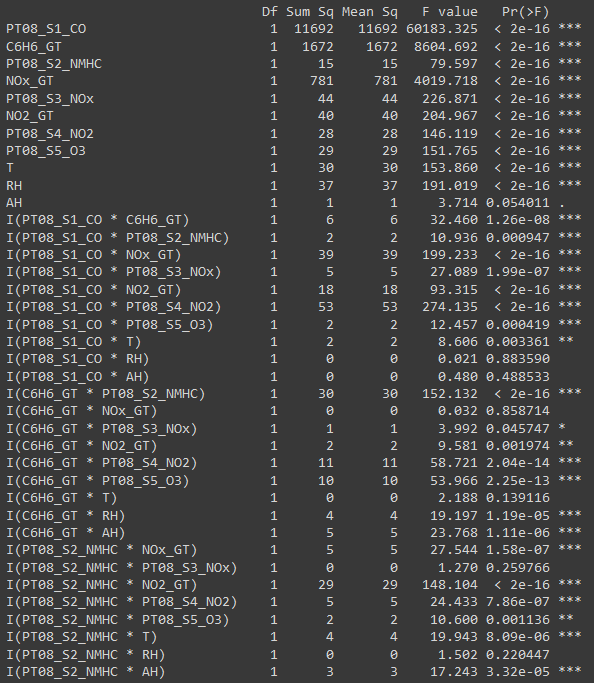 Df Sum Sq Mean Sq F value Pr(>F)
PT08_S1_CO 1 11692 11692 60183.325 < 2e-16 ***
C6H6_GT 1 1672 1672 8604.692 < 2e-16 ***
PT08_S2_NMHC 1 15 15 79.597 < 2e-16 ***
NOx_GT 1 781 781 4019.718 < 2e-16 ***
PT08_S3_NOx 1 44 44 226.871 < 2e-16 ***
NO2_GT 1 40 40 204.967 < 2e-16 ***
PT08_S4_NO2 1 28 28 146.119 < 2e-16 ***
PT08_S5_O3 1 29 29 151.765 < 2e-16 ***
T 1 30 30 153.860 < 2e-16 ***
RH 1 37 37 191.019 < 2e-16 ***
AH 1 1 1 3.714 0.054011 .
I(PT08_S1_CO * C6H6_GT) 1 6 6 32.460 1.26e-08 ***
I(PT08_S1_CO * PT08_S2_NMHC) 1 2 2 10.936 0.000947 ***
I(PT08_S1_CO * NOx_GT) 1 39 39 199.233 < 2e-16 ***
I(PT08_S1_CO * PT08_S3_NOx) 1 5 5 27.089 1.99e-07 ***
I(PT08_S1_CO * NO2_GT) 1 18 18 93.315 < 2e-16 ***
I(PT08_S1_CO * PT08_S4_NO2) 1 53 53 274.135 < 2e-16 ***
I(PT08_S1_CO * PT08_S5_O3) 1 2 2 12.457 0.000419 ***
I(PT08_S1_CO * T) 1 2 2 8.606 0.003361 **
I(PT08_S1_CO * RH) 1 0 0 0.021 0.883590
I(PT08_S1_CO * AH) 1 0 0 0.480 0.488533
I(C6H6_GT * PT08_S2_NMHC) 1 30 30 152.132 < 2e-16 ***
I(C6H6_GT * NOx_GT) 1 0 0 0.032 0.858714
I(C6H6_GT * PT08_S3_NOx) 1 1 1 3.992 0.045747 *
I(C6H6_GT * NO2_GT) 1 2 2 9.581 0.001974 **
I(C6H6_GT * PT08_S4_NO2) 1 11 11 58.721 2.04e-14 ***
I(C6H6_GT * PT08_S5_O3) 1 10 10 53.966 2.25e-13 ***
I(C6H6_GT * T) 1 0 0 2.188 0.139116
I(C6H6_GT * RH) 1 4 4 19.197 1.19e-05 ***
I(C6H6_GT * AH) 1 5 5 23.768 1.11e-06 ***
I(PT08_S2_NMHC * NOx_GT) 1 5 5 27.544 1.58e-07 ***
I(PT08_S2_NMHC * PT08_S3_NOx) 1 0 0 1.270 0.259766
I(PT08_S2_NMHC * NO2_GT) 1 29 29 148.104 < 2e-16 ***
I(PT08_S2_NMHC * PT08_S4_NO2) 1 5 5 24.433 7.86e-07 ***
I(PT08_S2_NMHC * PT08_S5_O3) 1 2 2 10.600 0.001136 **
I(PT08_S2_NMHC * T) 1 4 4 19.943 8.09e-06 ***
I(PT08_S2_NMHC * RH) 1 0 0 1.502 0.220447
I(PT08_S2_NMHC * AH) 1 3 3 17.243 3.32e-05 ***